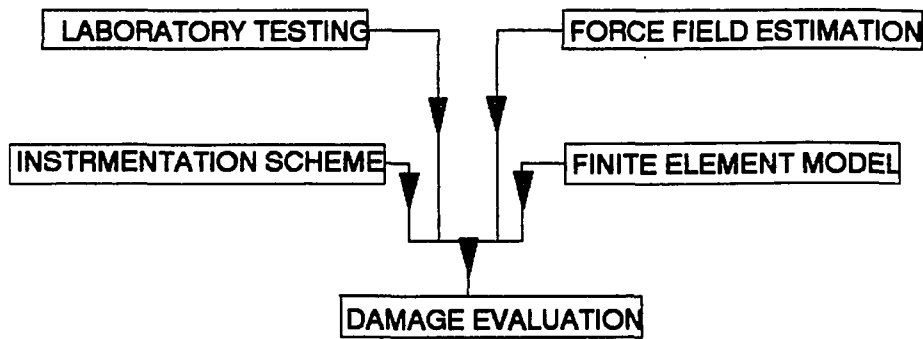 LABORATORY TESTING
FORCE FIELD ESTIMATION
INSTRMENTATION SCHEME
FINITE ELEMENT MODEL
DAMAGE EVALUATION